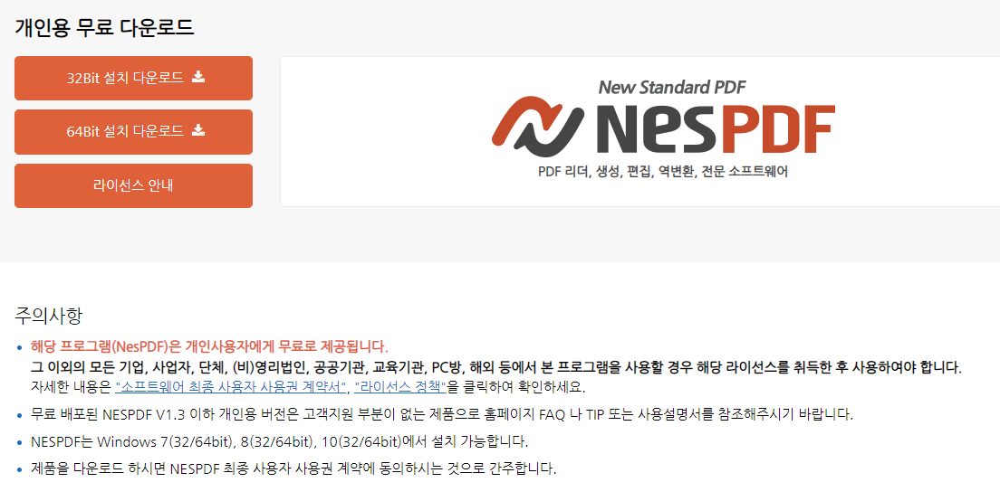 개인용 무료 다운로드
32Bit 설치 다운로드
64Bit 설치 다운로드
라이선스 안내
New Standard PDF
NesPDF
PDF 리더, 생성, 편집, 역변환, 전문 소프트웨어
주의사항
해당 프로그램(NesPDF)은 개인사용자에게 무료로 제공됩니다.
그 이외의 모든 기업, 사업자, 단체, (비)영리법인, 공공기관, 교육기관, PC방, 해외 등에서 본 프로그램을 사용할 경우 해당 라이선스를 취득한 후 사용하여야 합니다.
자세한 내용은 "소프트웨어 최종 사용자 사용권 계약서", "라이선스 정책"을 클릭하여 확인하세요.
무료 배포된 NESPDF V1.3 이하 개인용 버전은 고객지원 부분이 없는 제품으로 홈페이지 FAQ 나 TIP 또는 사용설명서를 참조해주시기 바랍니다.
NESPDF는 Windows 7(32/64bit), 8(32/64bit), 10(32/64bit)에서 설치 가능합니다.
제품을 다운로드 하시면 NESPDF 최종 사용자 사용권 계약에 동의하시는 것으로 간주합니다.